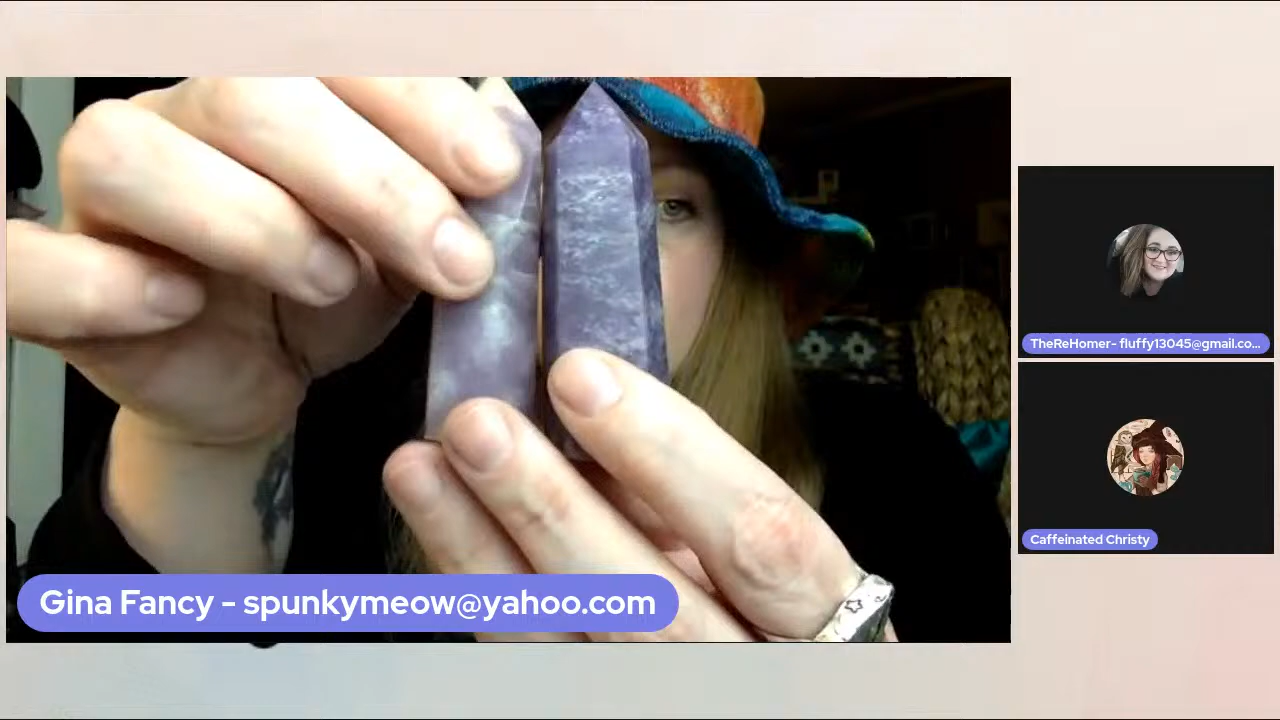 Gina Fancy - spunkymeow@yahoo.com
TheReHomer- fluffy13045@gmail.co...
Caffeinated Christy